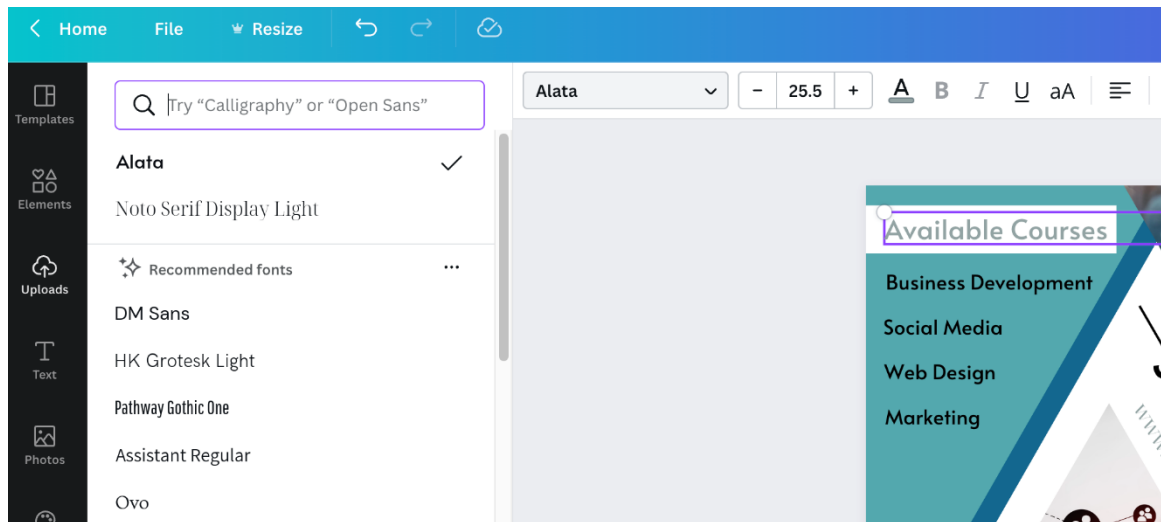 Home File Resize
Templates
Elements
Uploads
Text
Photos
Try “Calligraphy” or “Open Sans”
Alata
Noto Serif Display Light
Recommended fonts
DM Sans
HK Grotesk Light
Pathway Gothic One
Assistant Regular
Ovo
Alata - 25.5 + A B I U aA
Available Courses
Business Development
Social Media
Web Design
Marketing